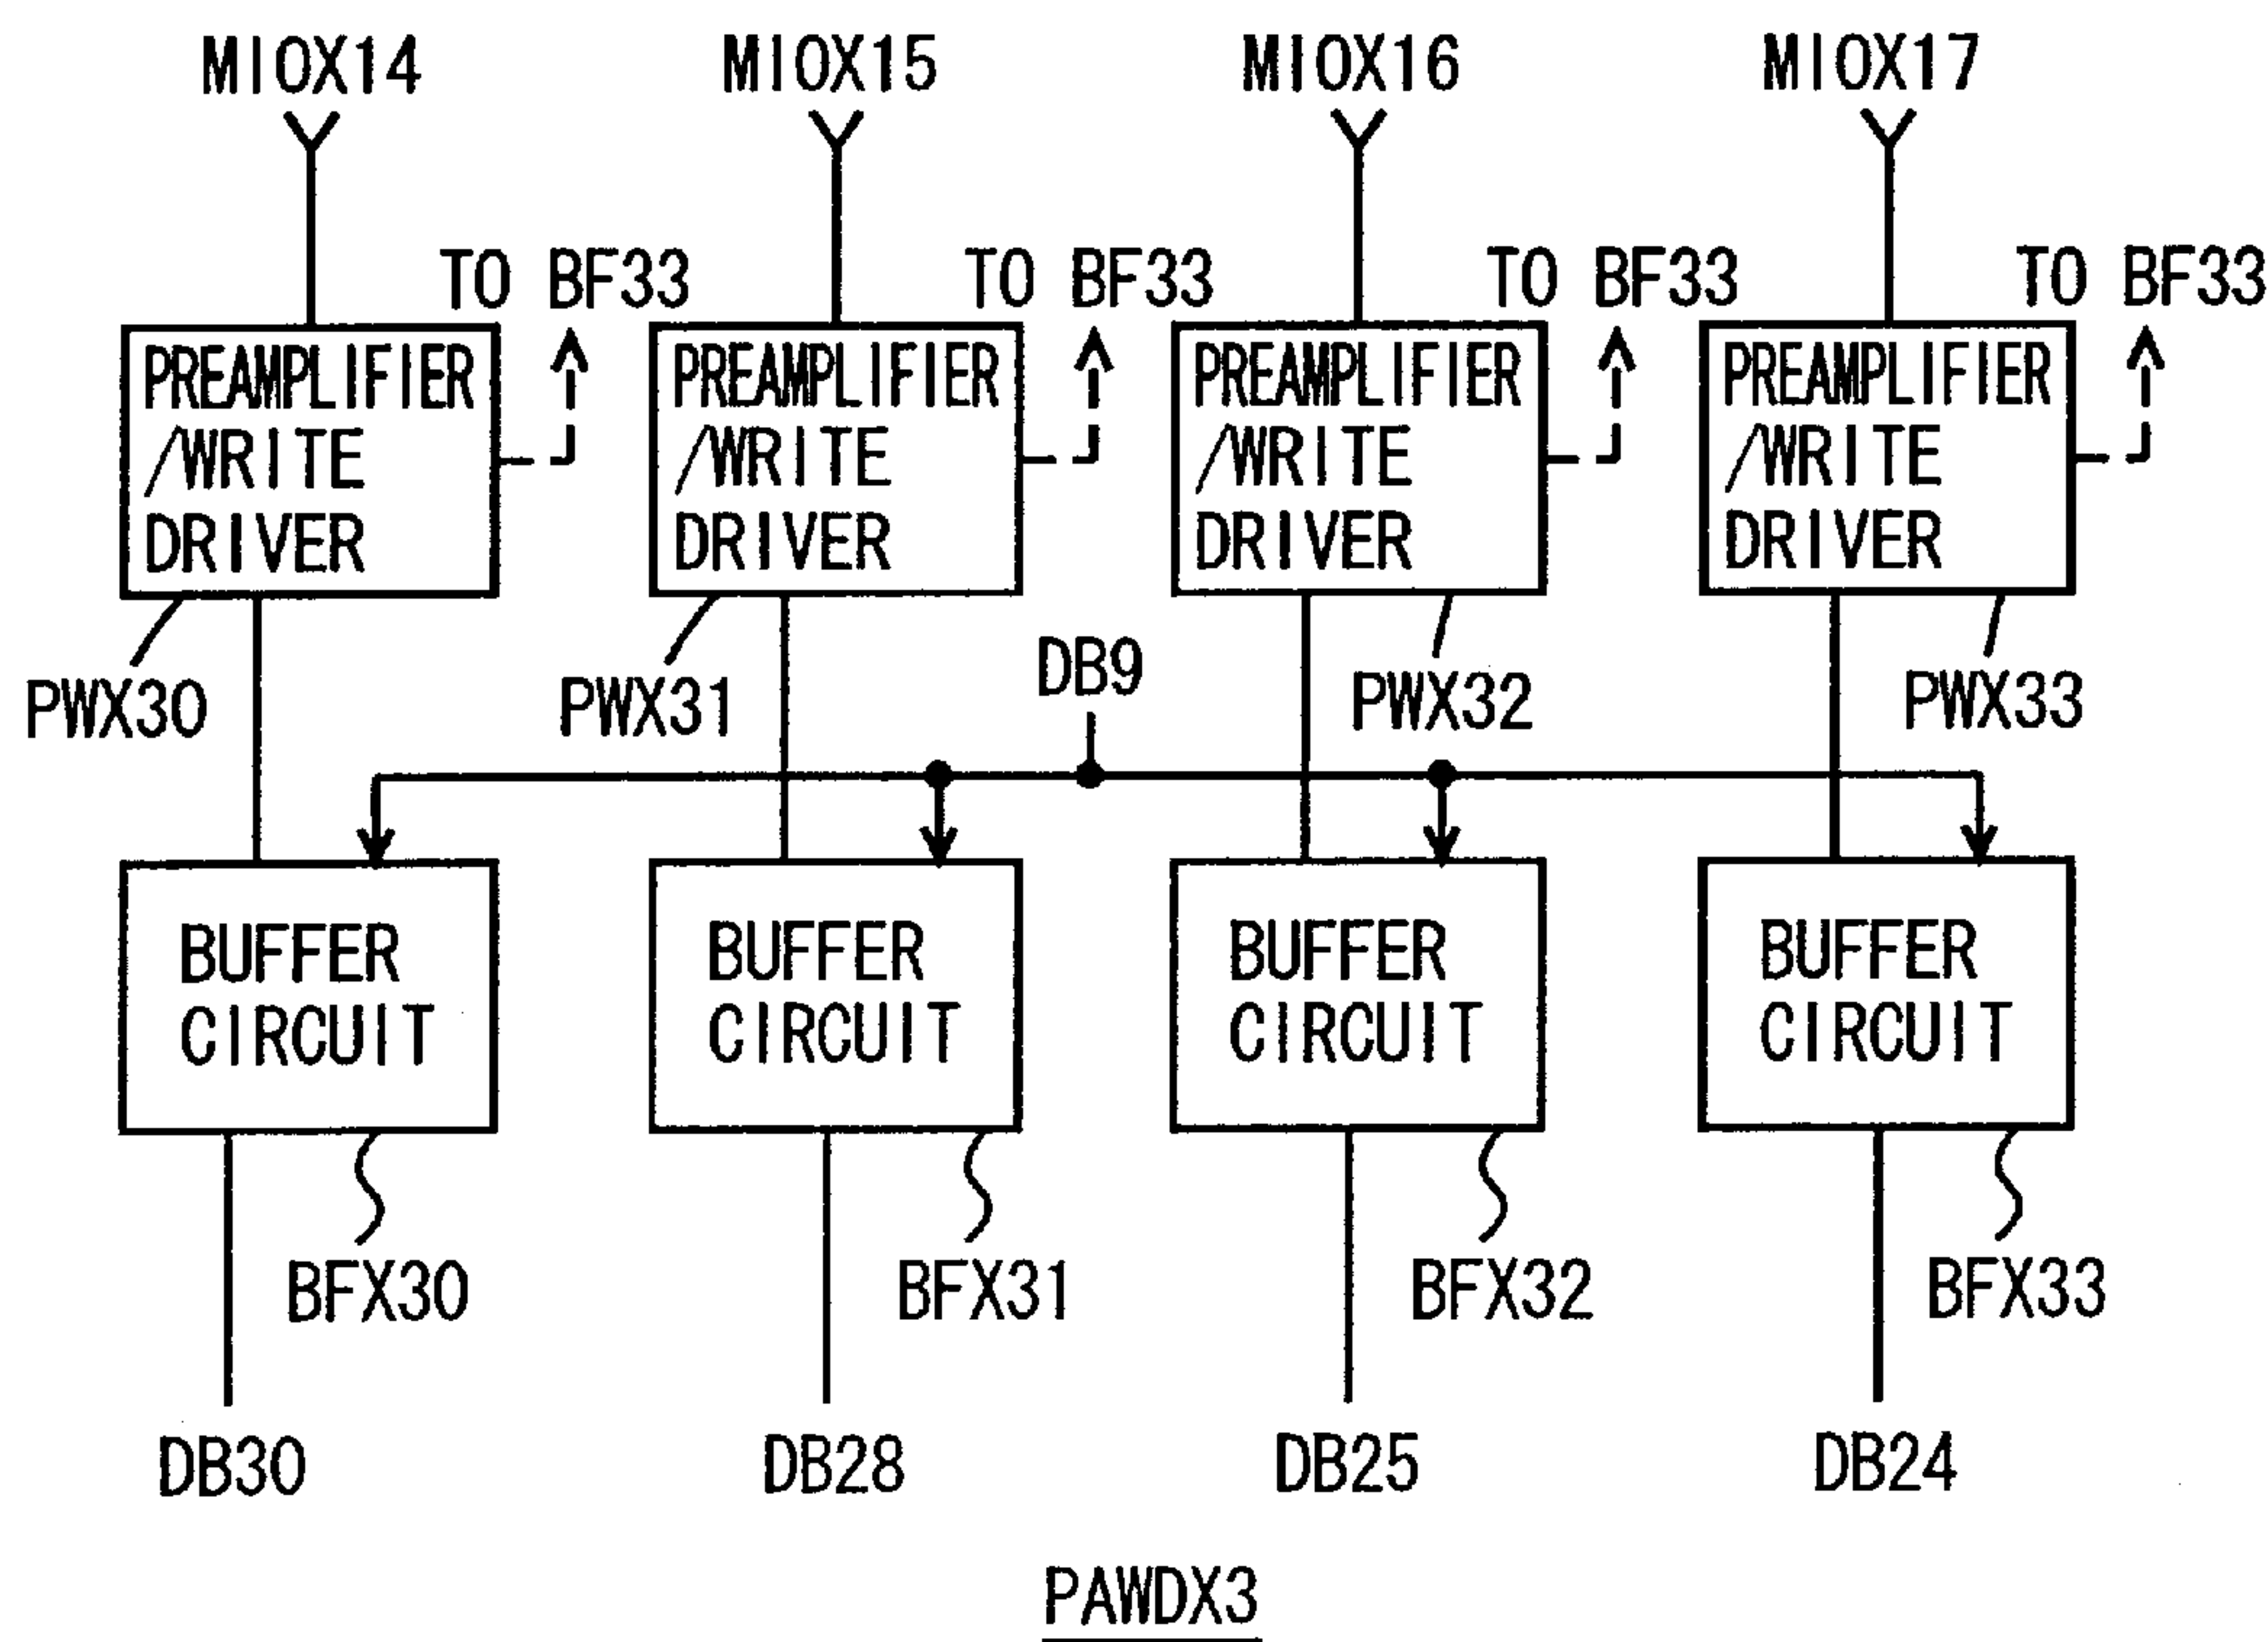 MIOX14 MIOX15 MIOX16 MIOX17
TO BF33 TO BF33 TO BF33 TO BF33
PREAMPLIFIER PREAMPLIFIER PREAMPLIFIER PREAMPLIFIER
/WRITE /WRITE /WRITE /WRITE
DRIVER DRIVER DRIVER DRIVER
DB9
PWX30 PWX31 PWX32 PWX33
BUFFER BUFFER BUFFER BUFFER
CIRCUIT CIRCUIT CIRCUIT CIRCUIT
BFX30 BFX31 BFX32 BFX33
DB30 DB28 DB25 DB24
PAWDX3